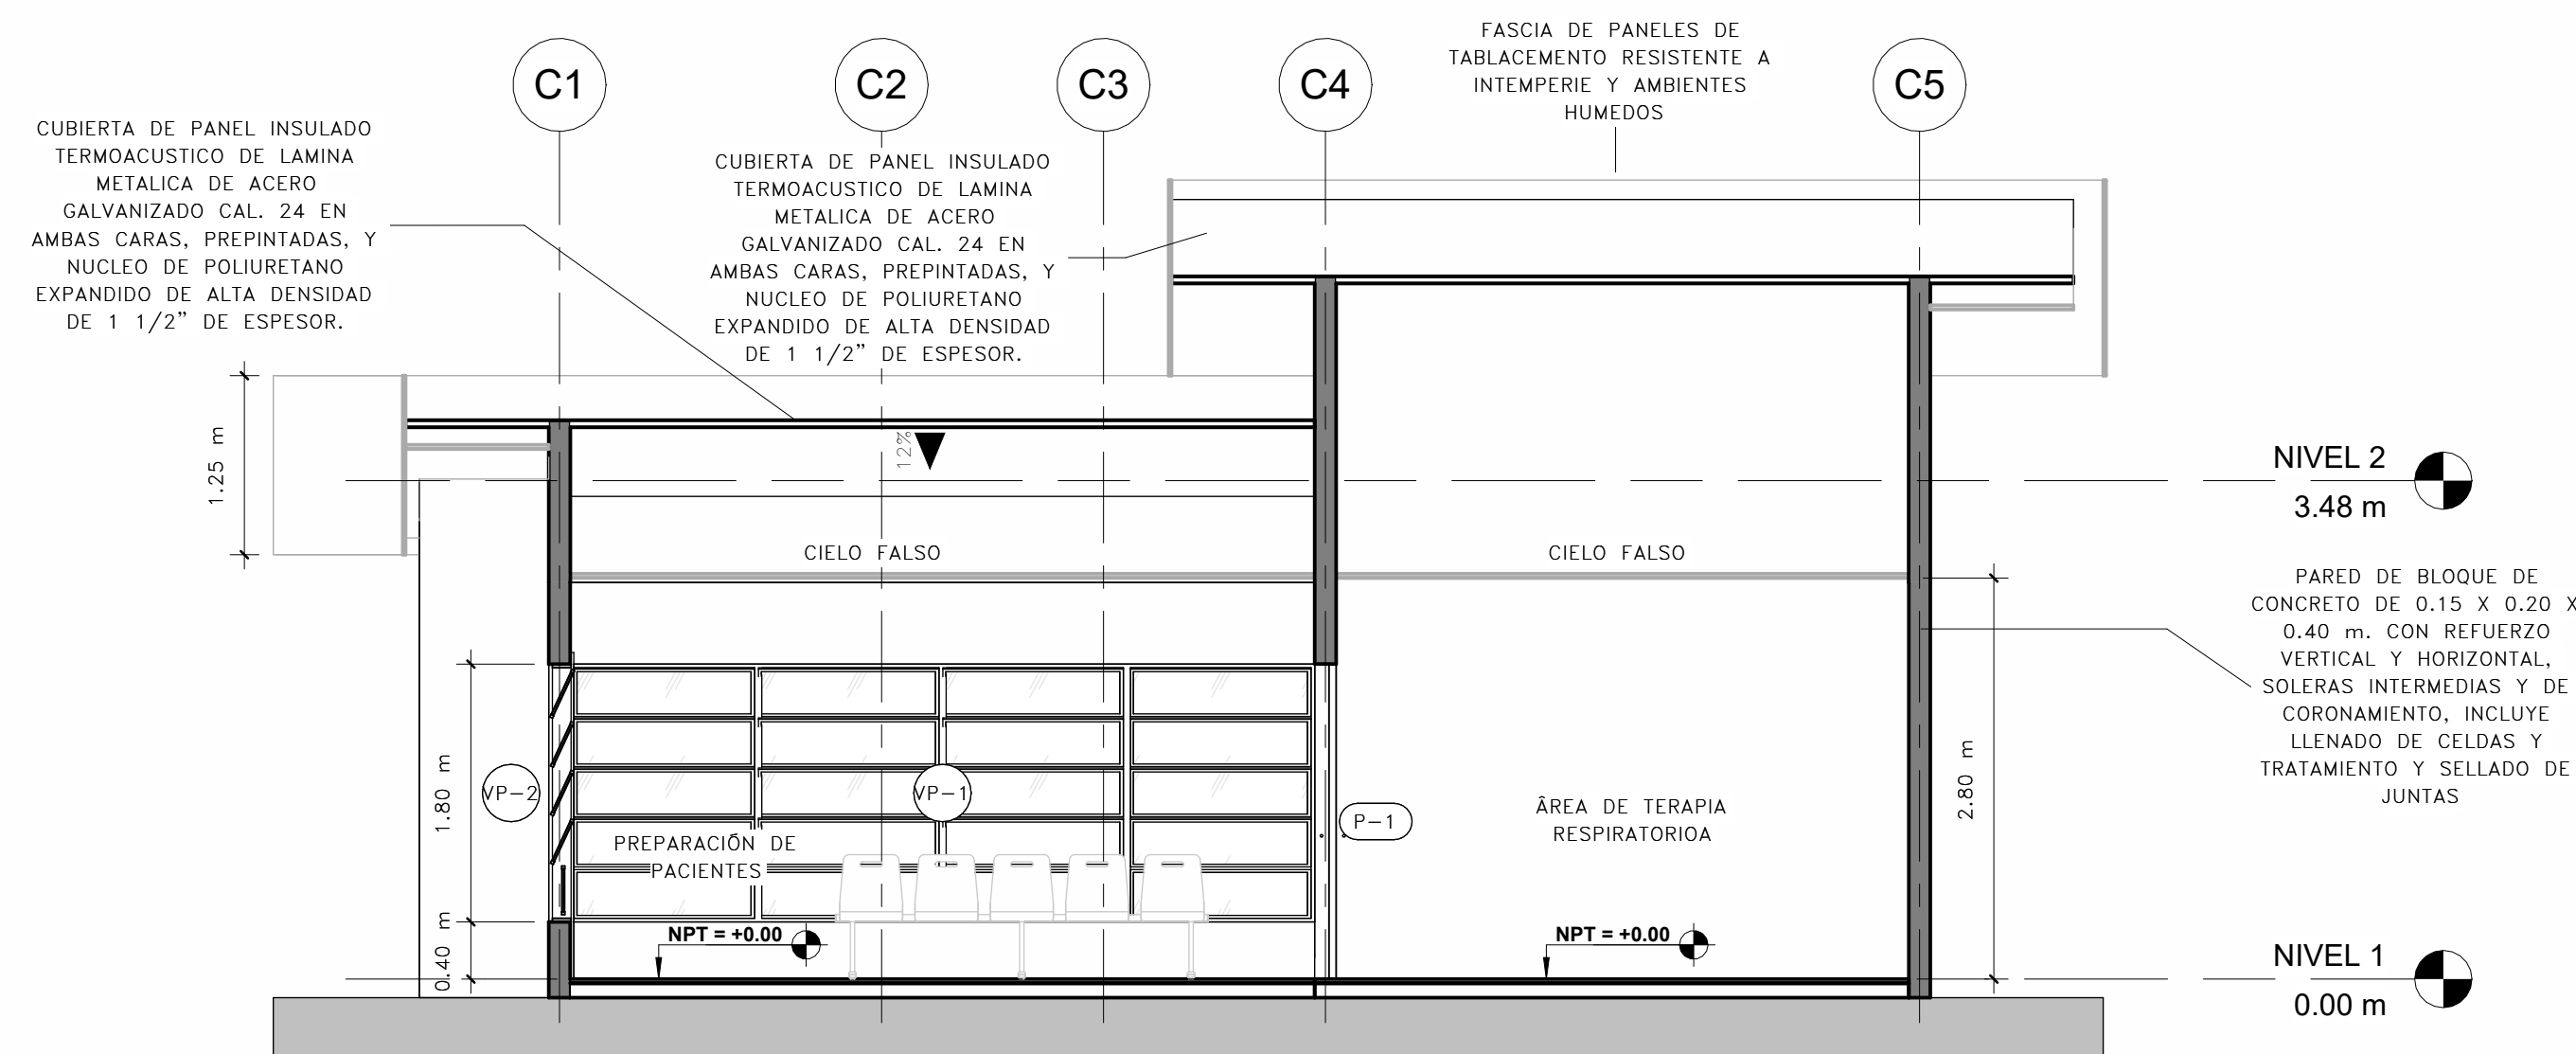 C1
C2
C3
C4
C5
FASCIA DE PANELES DE
TABLACEMENTO RESISTENTE A
INTEMPERIE Y AMBIENTES
HUMEDOS
CUBIERTA DE PANEL INSULADO
TERMOACUSTICO DE LAMINA
METALICA DE ACERO
GALVANIZADO CAL. 24 EN
AMBAS CARAS, PREPINTADAS, Y
NUCLEO DE POLIURETANO
EXPANDIDO DE ALTA DENSIDAD
DE 1 1/2” DE ESPESOR.
CUBIERTA DE PANEL INSULADO
TERMOACUSTICO DE LAMINA
METALICA DE ACERO
GALVANIZADO CAL. 24 EN
AMBAS CARAS, PREPINTADAS, Y
NUCLEO DE POLIURETANO
EXPANDIDO DE ALTA DENSIDAD
DE 1 1/2” DE ESPESOR.
1.25 m
12%
NIVEL 2
3.48 m
CIELO FALSO
CIELO FALSO
PARED DE BLOQUE DE
CONCRETO DE 0.15 X 0.20 X
0.40 m. CON REFUERZO
VERTICAL Y HORIZONTAL,
SOLERAS INTERMEDIAS Y DE
CORONAMIENTO, INCLUYE
LLENADO DE CELDAS Y
TRATAMIENTO Y SELLADO DE
JUNTAS
1.80 m
VP-2
VP-1
P-1
2.80 m
PREPARACIÓN DE
PACIENTES
ÂREA DE TERAPIA
RESPIRATORIOA
0.40 m
NPT = +0.00
NPT = +0.00
NIVEL 1
0.00 m